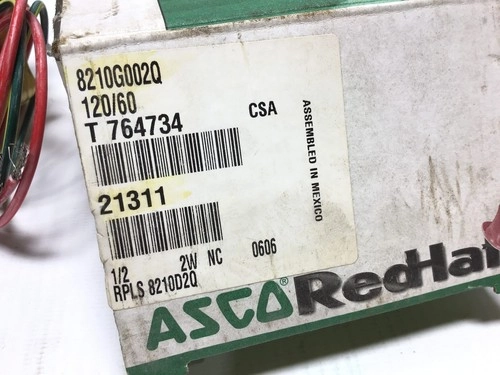 8210G002Q
120/60
T 764734
CSA
ASSEMBLED IN MEXICO
21311
1/2 2W NC 0606
RPLS 8210D2Q
ASCO® RedHat